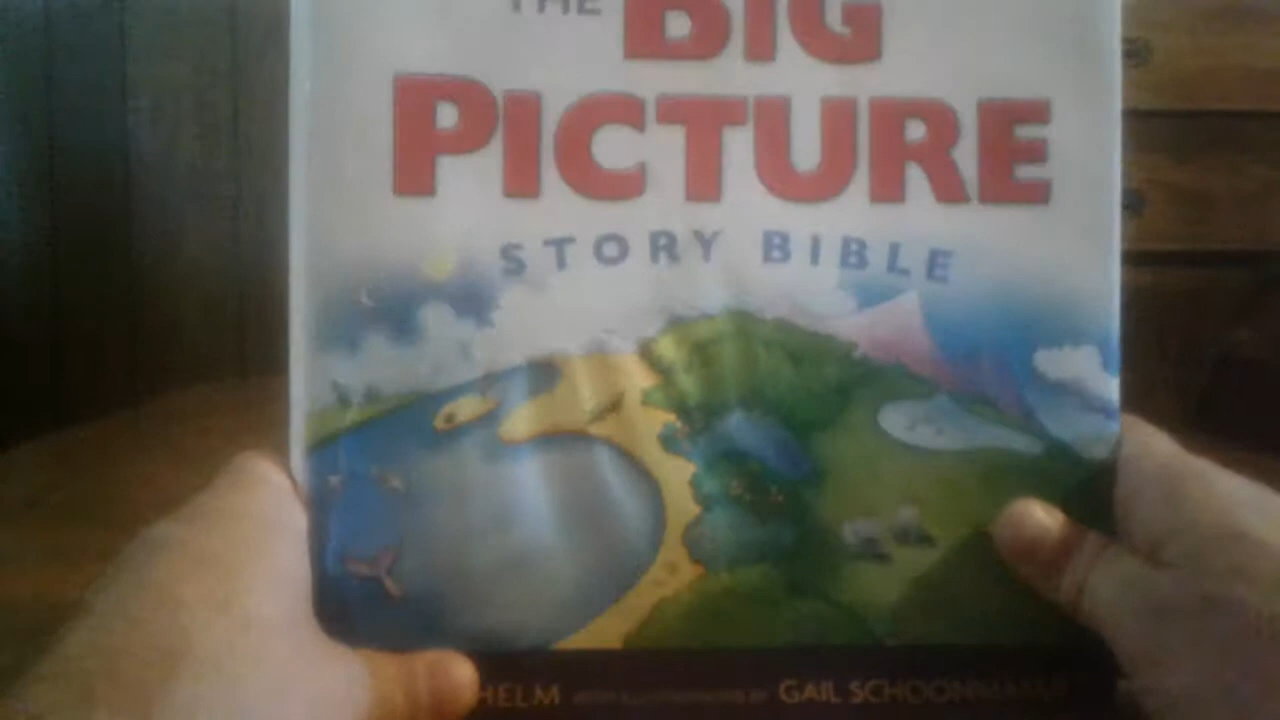 THE BIG
PICTURE
STORY BIBLE
HELM WITH ILLUSTRATIONS BY GAIL SCHOONMAKER